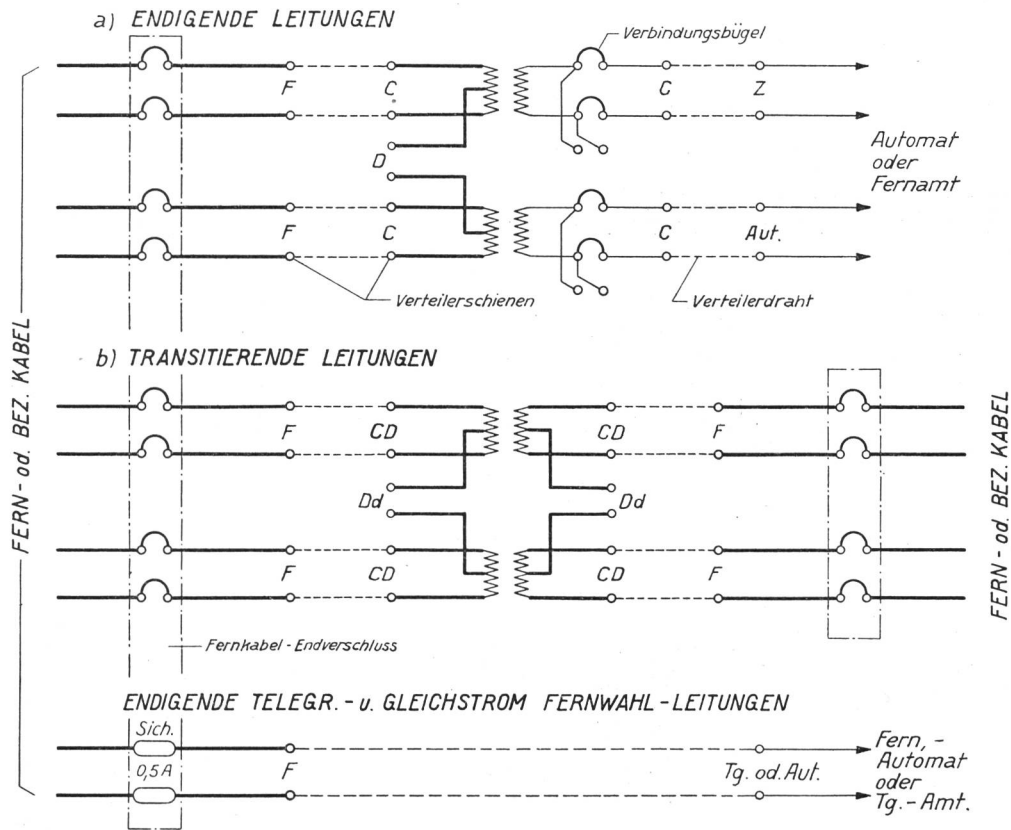 a) ENDIGENDE LEITUNGEN
Verbindungsbügel
F C C Z
D
Automat
oder
Fernamt
F C C Aut.
Verteilerschienen
Verteilerdraht
FERN- od. BEZ. KABEL
b) TRANSITIERENDE LEITUNGEN
F CD CD F
Dd Dd
F CD CD F
FERN- od. BEZ. KABEL
Fernkabel-Endverschluss
ENDIGENDE TELEGR.- u. GLEICHSTROM FERNWAHL-LEITUNGEN
Sich.
0,5A
F
Tg. od. Aut.
Fern,-
Automat
oder
Tg.-Amt.